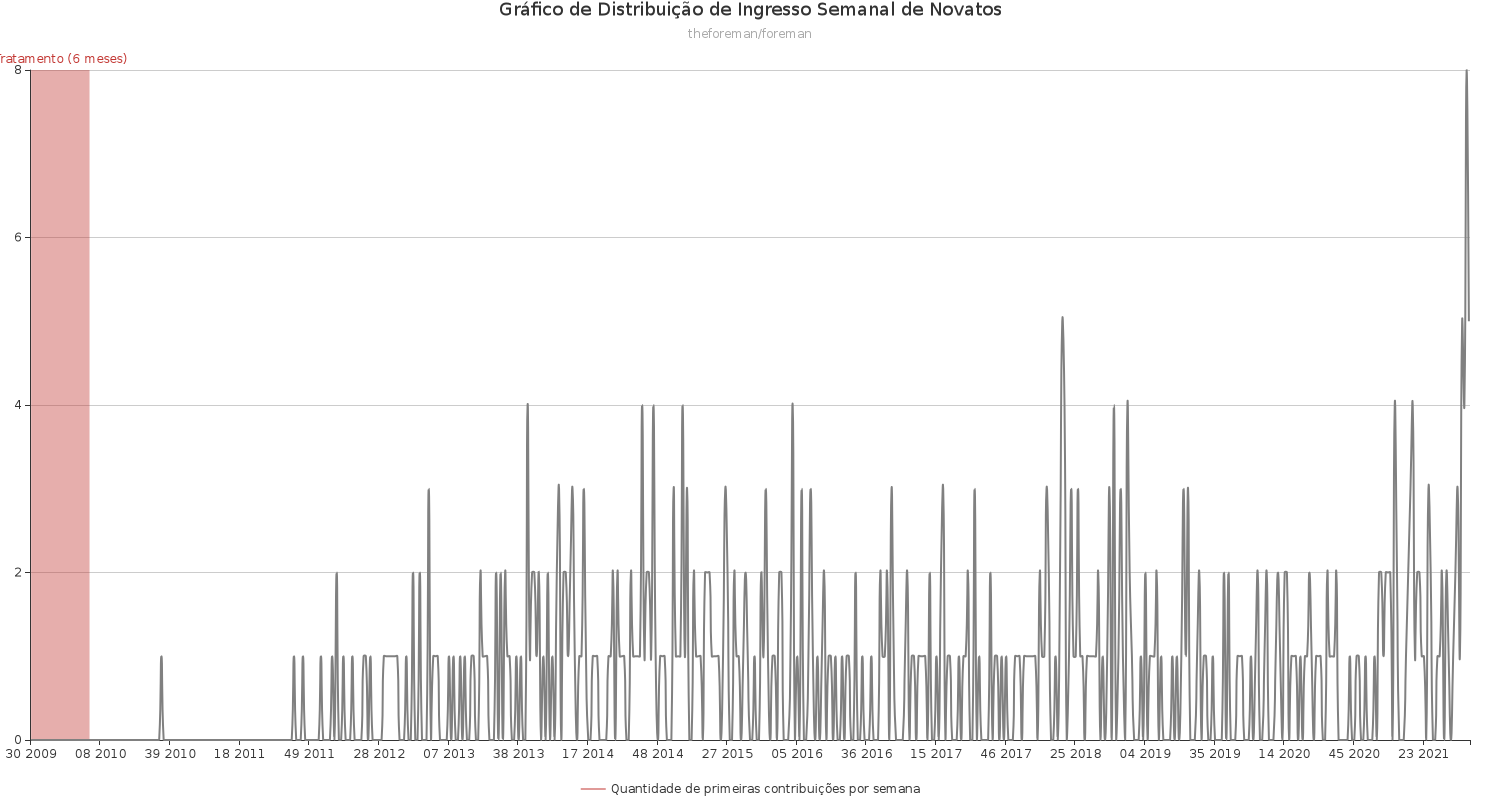 Gráfico de Distribuição de Ingresso Semanal de Novatos
theforeman/foreman
Tratamento (6 meses)
8
6
4
2
0
30 2009 08 2010 39 2010 18 2011 49 2011 28 2012 07 2013 38 2013 17 2014 48 2014 27 2015 05 2016 36 2016 15 2017 46 2017 25 2018 04 2019 35 2019 14 2020 45 2020 23 2021
Quantidade de primeiras contribuições por semana